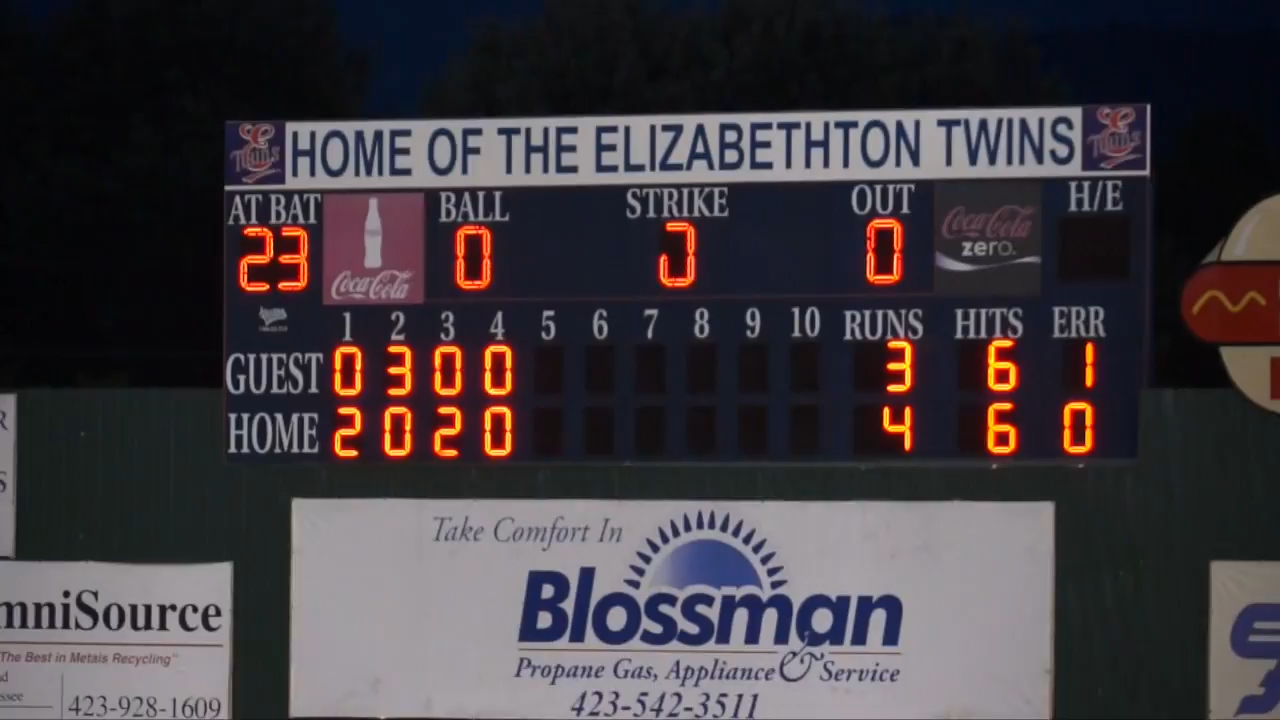 HOME OF THE ELIZABETHTON TWINS
Twins
Twins
AT BAT BALL STRIKE OUT H/E
23 0 0 0
Coca-Cola
Coca-Cola
zero.
1 2 3 4 5 6 7 8 9 10 RUNS HITS ERR
GUEST 0 3 0 0 3 6 1
HOME 2 0 2 0 4 6 0
Take Comfort In
Blossman
Propane Gas, Appliance & Service
423-542-3511
mniSource
The Best in Metals Recycling"
423-928-1609